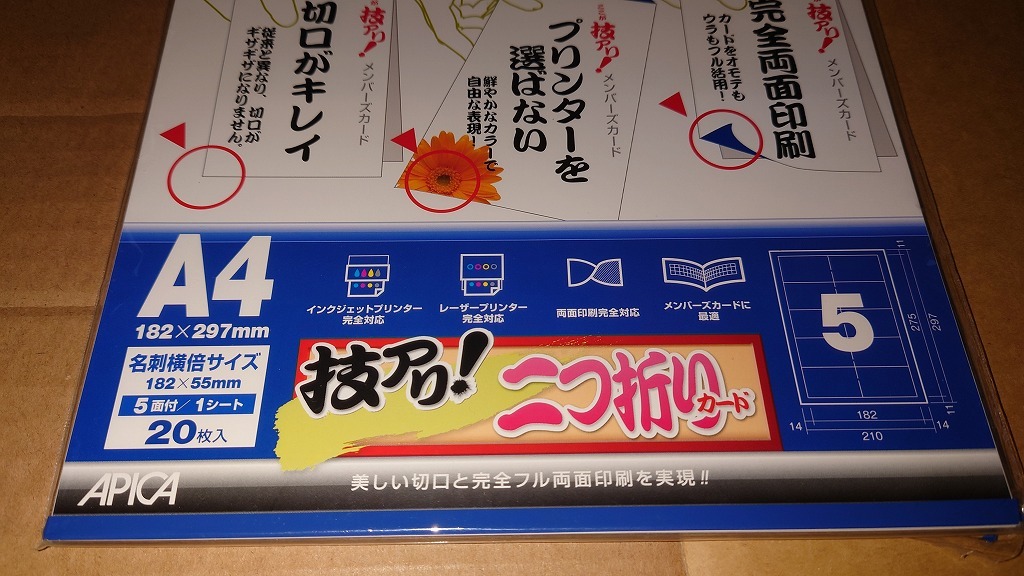 技アリ!
メンバーズカード
切口がキレイ
従来と異なり、切口が
ギザギザになりません。
技アリ!
メンバーズカード
プリンターを
選ばない
鮮やかなカラーで
自由な表現!
技アリ!
メンバーズカード
完全両面印刷
カードをオモテも
ウラもフル活用!
A4
182×297mm
名刺横倍サイズ
182×55mm
5面付/1シート
20枚入
インクジェットプリンター
完全対応
レーザープリンター
完全対応
両面印刷完全対応
メンバーズカードに
最適
技アリ!
二つ折りカード
5
11
275
297
11
14
182
14
210
APICA
美しい切口と完全フル両面印刷を実現!!